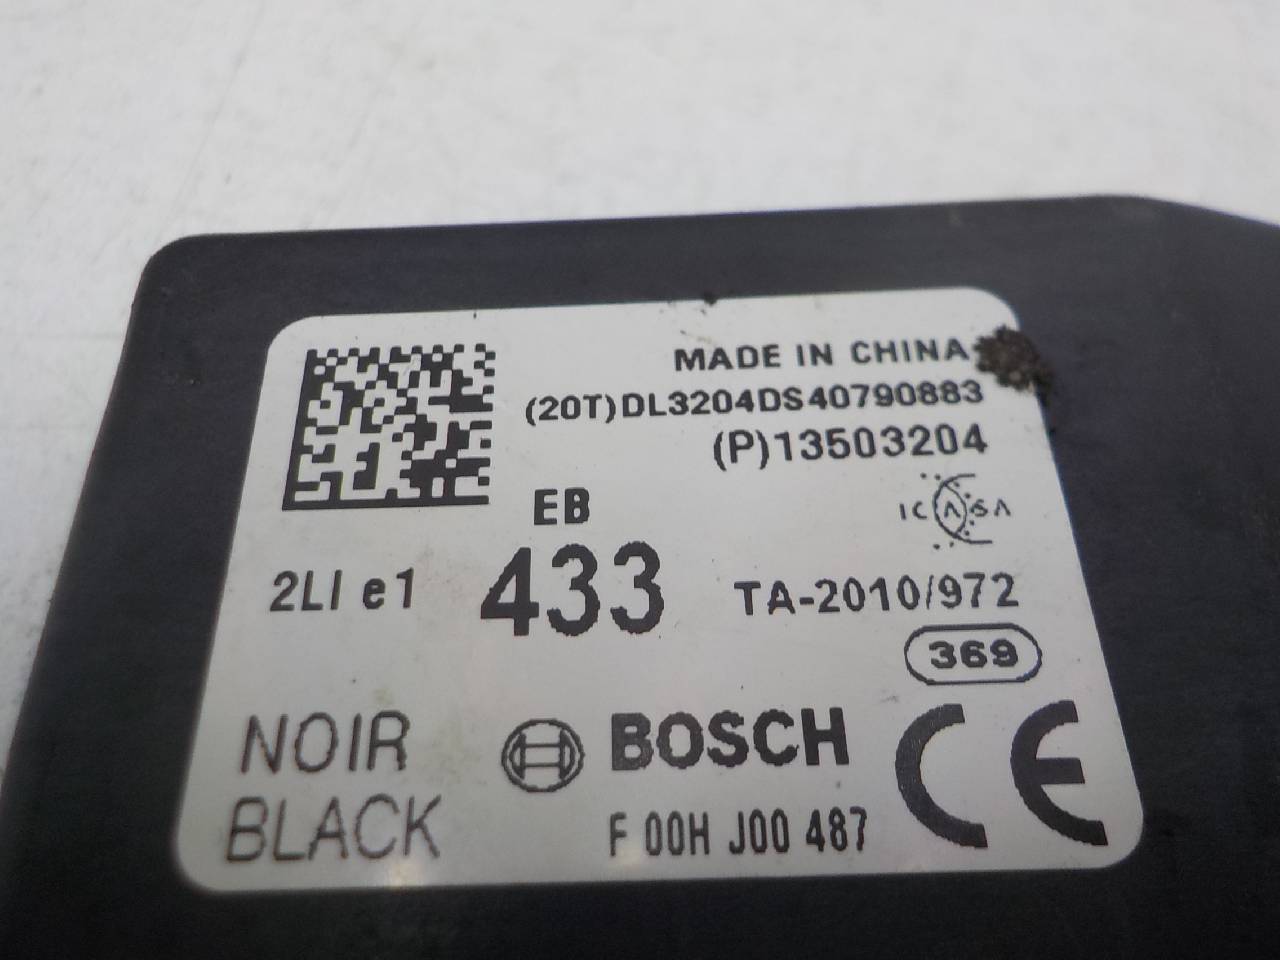 MADE IN CHINA
(20T)DL3204DS40790883
(P)13503204
EB
ICASA
2LI e1
433
TA-2010/972
369
NOIR
BLACK
BOSCH
F 00H J00 487
CE